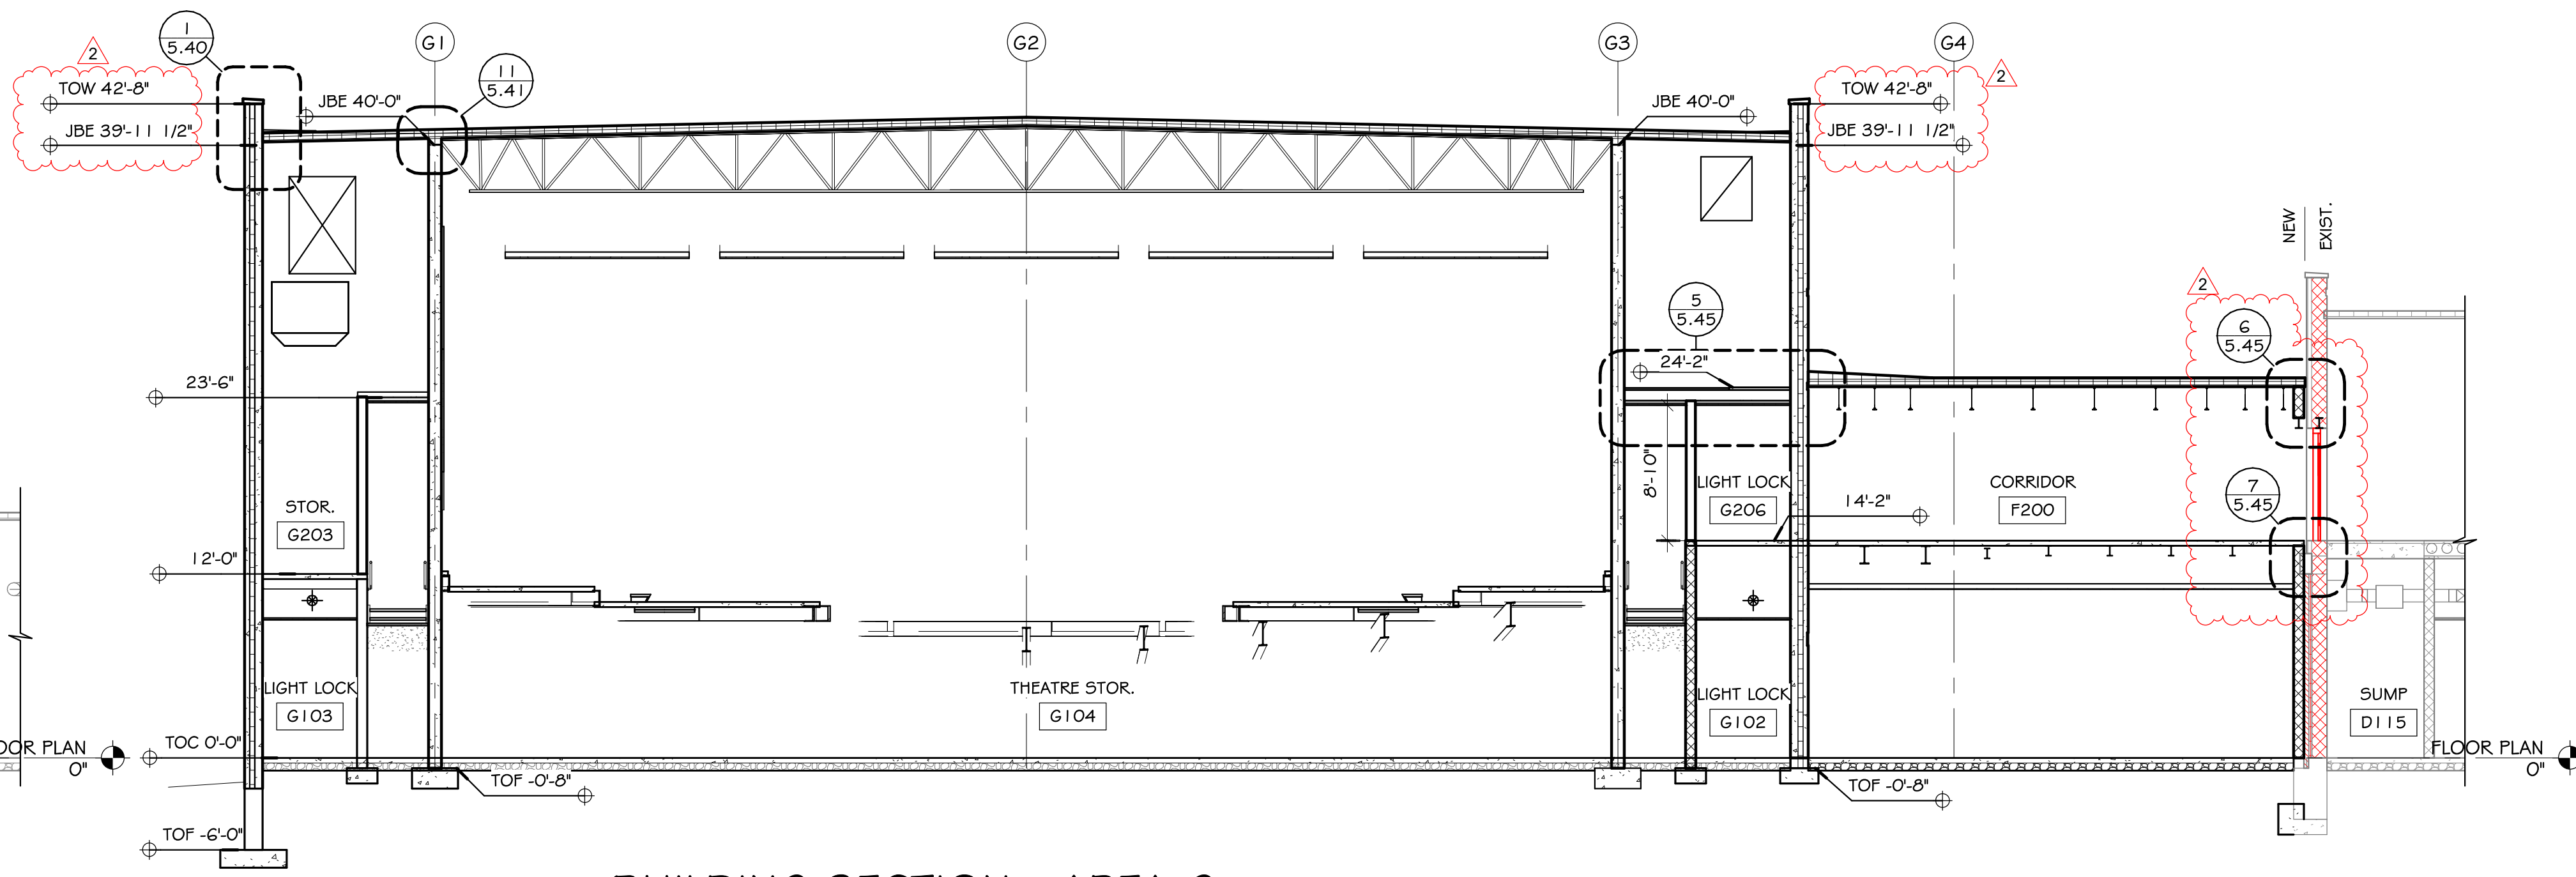 1
5.40
G1
11
5.41
G2
G3
G4
2
TOW 42'-8"
JBE 39'-11 1/2"
JBE 40'-0"
JBE 40'-0"
TOW 42'-8"
JBE 39'-11 1/2"
2
NEW
EXIST.
2
5
5.45
6
5.45
24'-2"
23'-6"
8'-10"
7
5.45
STOR.
G203
LIGHT LOCK
G206
14'-2"
CORRIDOR
F200
12'-0"
LIGHT LOCK
G103
THEATRE STOR.
G104
LIGHT LOCK
G102
SUMP
D115
OOR PLAN
0"
TOC 0'-0"
FLOOR PLAN
0"
TOF -0'-8"
TOF -0'-8"
TOF -6'-0"